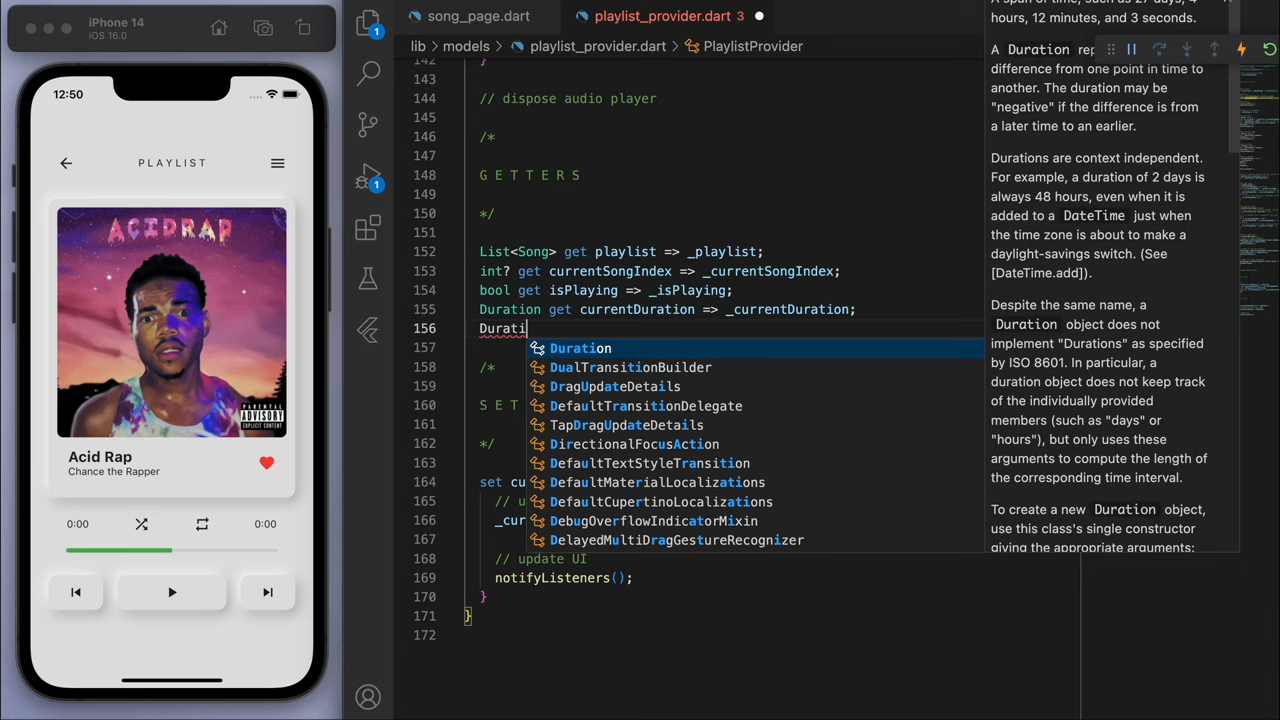 iPhone 14
iOS 16.0
12:50
PLAYLIST
ACIDRAP
PARENTAL
ADVISORY
EXPLICIT CONTENT
Acid Rap
Chance the Rapper
0:00
0:00
1
1
song_page.dart
playlist_provider.dart 3
lib > models > playlist_provider.dart > PlaylistProvider
142 }
143
144 // dispose audio player
145
146 /*
147
148 G E T T E R S
149
150 */
151
152 List<Song> get playlist => _playlist;
153 int? get currentSongIndex => _currentSongIndex;
154 bool get isPlaying => _isPlaying;
155 Duration get currentDuration => _currentDuration;
156 Durati
157
158 /*
159
160 S E T
161
162 */
163
164 set cu
165 // u
166 _cur
167
168 // update UI
169 notifyListeners();
170 }
171 }
172
Duration
DualTransitionBuilder
DragUpdateDetails
DefaultTransitionDelegate
TapDragUpdateDetails
DirectionalFocusAction
DefaultTextStyleTransition
DefaultMaterialLocalizations
DefaultCupertinoLocalizations
DebugOverflowIndicatorMixin
DelayedMultiDragGestureRecognizer
A span of time, such as 27 days, 4
hours, 12 minutes, and 3 seconds.
A Duration rep
difference from one point in time to
another. The duration may be
"negative" if the difference is from
a later time to an earlier.
Durations are context independent.
For example, a duration of 2 days is
always 48 hours, even when it is
added to a DateTime just when
the time zone is about to make a
daylight-savings switch. (See
[DateTime.add]).
Despite the same name, a
Duration object does not
implement "Durations" as specified
by ISO 8601. In particular, a
duration object does not keep track
of the individually provided
members (such as "days" or
"hours"), but only uses these
arguments to compute the length of
the corresponding time interval.
To create a new Duration object,
use this class's single constructor
giving the appropriate arguments: